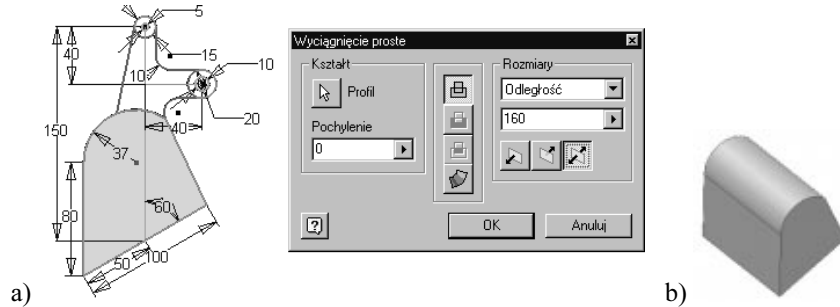 5
40
15
10
10
20
40
150
37
80
60
50
100
a)
Wyciągnięcie proste
Kształt
Profil
Pochylenie
0
Rozmiary
Odległość
160
OK
Anuluj
b)